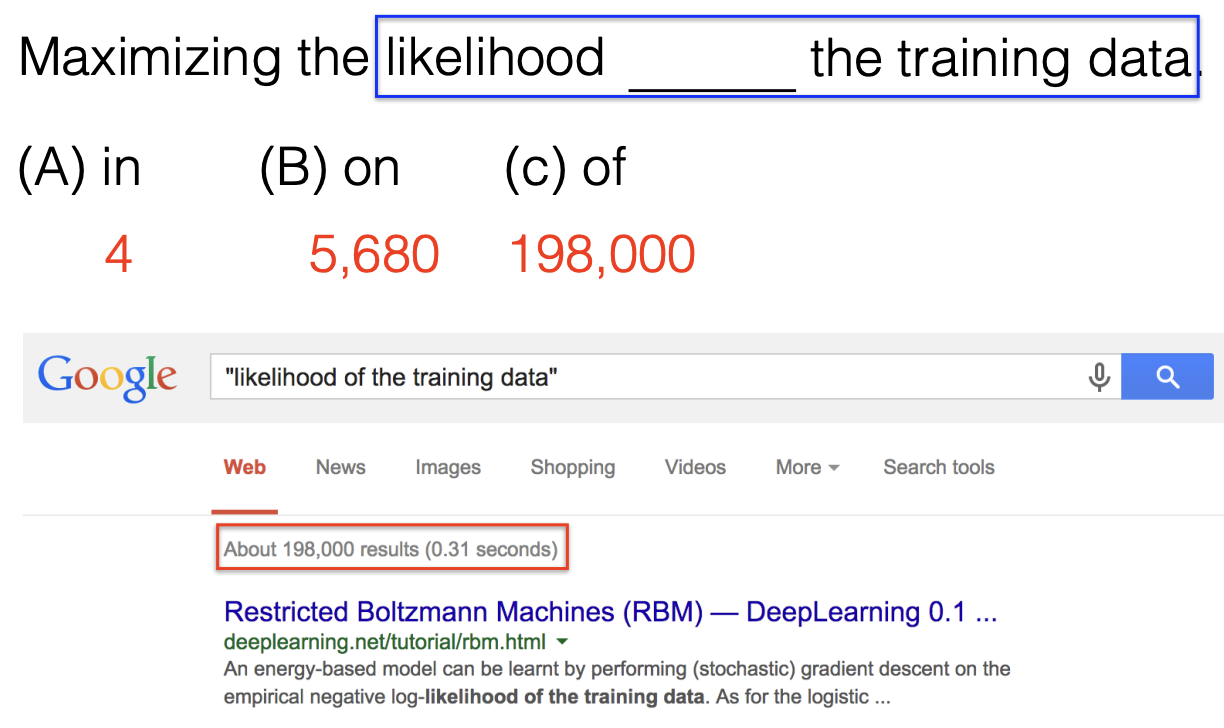 Maximizing the likelihood ______ the training data.
(A) in (B) on (c) of
4 5,680 198,000
Google "likelihood of the training data"
Web News Images Shopping Videos More Search tools
About 198,000 results (0.31 seconds)
Restricted Boltzmann Machines (RBM) — DeepLearning 0.1 ...
deeplearning.net/tutorial/rbm.html
An energy-based model can be learnt by performing (stochastic) gradient descent on the
empirical negative log-likelihood of the training data. As for the logistic ...